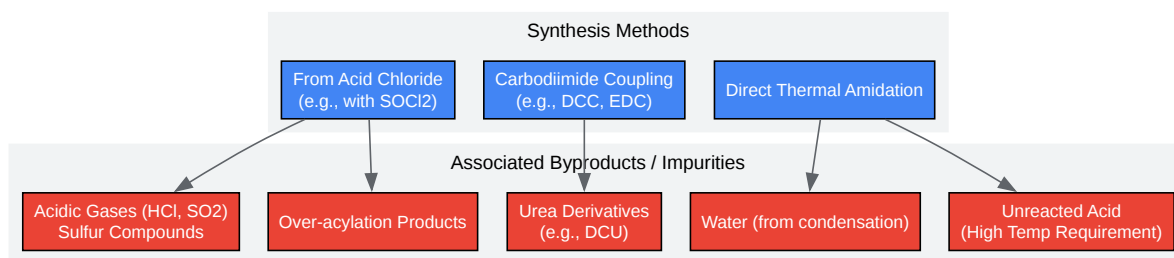 Synthesis Methods
From Acid Chloride
(e.g., with SOCl2)
Carbodiimide Coupling
(e.g., DCC, EDC)
Direct Thermal Amidation
Associated Byproducts / Impurities
Acidic Gases (HCl, SO2)
Sulfur Compounds
Over-acylation Products
Urea Derivatives
(e.g., DCU)
Water (from condensation)
Unreacted Acid
(High Temp Requirement)